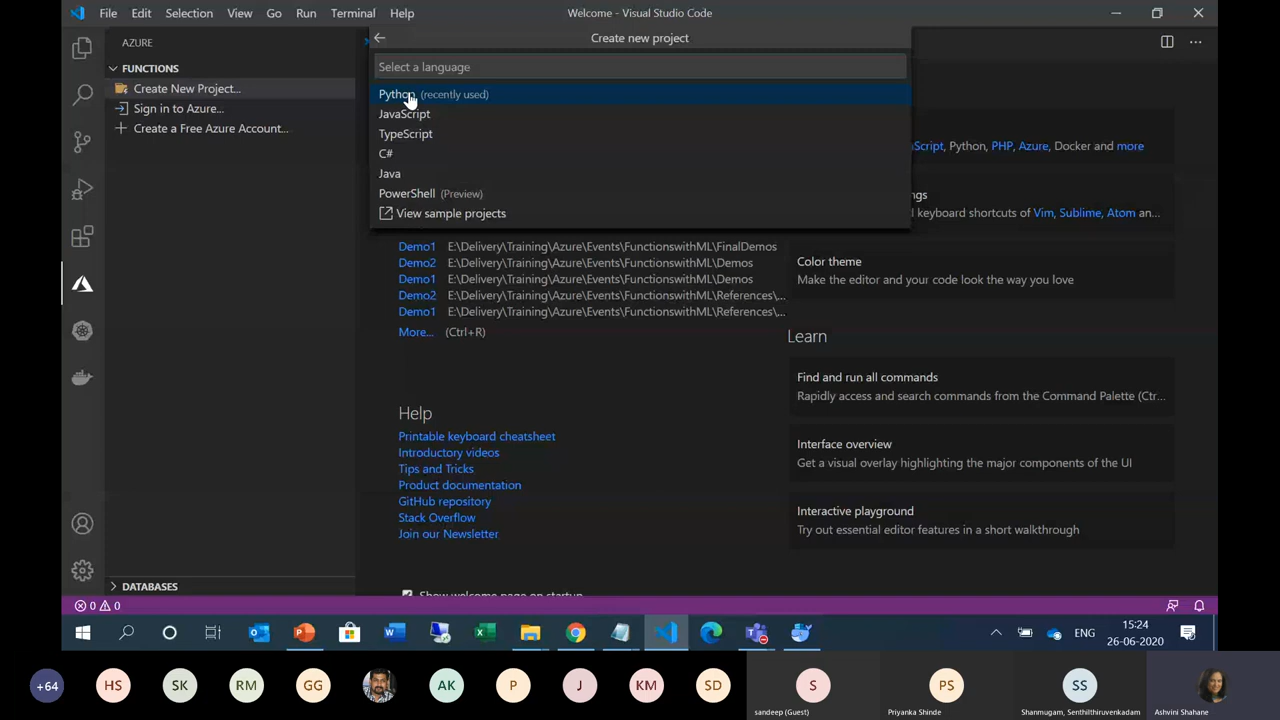 File Edit Selection View Go Run Terminal Help
Welcome - Visual Studio Code
AZURE
FUNCTIONS
Create New Project...
Sign in to Azure...
Create a Free Azure Account...
Create new project
Select a language
Python (recently used)
JavaScript
TypeScript
C#
Java
PowerShell (Preview)
View sample projects
Demo1 E:\Delivery\Training\Azure\Events\FunctionswithML\FinalDemos
Demo2 E:\Delivery\Training\Azure\Events\FunctionswithML\Demos
Demo1 E:\Delivery\Training\Azure\Events\FunctionswithML\Demos
Demo2 E:\Delivery\Training\Azure\Events\FunctionswithML\References\...
Demo1 E:\Delivery\Training\Azure\Events\FunctionswithML\References\...
More... (Ctrl+R)
Help
Printable keyboard cheatsheet
Introductory videos
Tips and Tricks
Product documentation
GitHub repository
Stack Overflow
Join our Newsletter
Show welcome page on startup
aScript, Python, PHP, Azure, Docker and more
ngs
keyboard shortcuts of Vim, Sublime, Atom an...
Color theme
Make the editor and your code look the way you love
Learn
Find and run all commands
Rapidly access and search commands from the Command Palette (Ctr...
Interface overview
Get a visual overlay highlighting the major components of the UI
Interactive playground
Try out essential editor features in a short walkthrough
DATABASES
0 0
ENG
15:24
26-06-2020
+64 HS SK RM GG AK P J KM SD S PS SS
sandeep (Guest) Priyanka Shinde Shanmugam, Senthilthiruvenkadam Ashvini Shahane